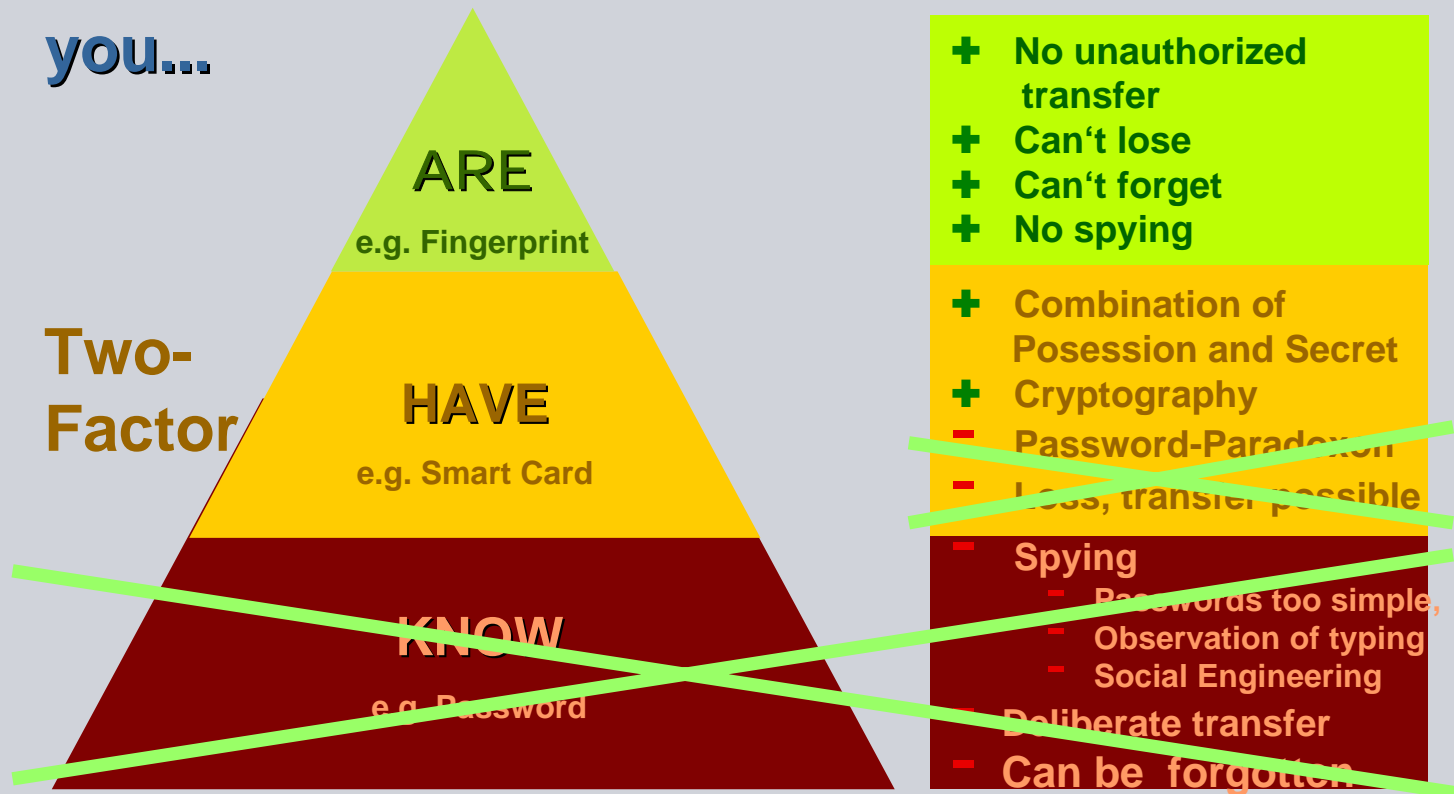 you...
ARE
e.g. Fingerprint
Two-
Factor
HAVE
e.g. Smart Card
KNOW
e.g. Password
+ No unauthorized
transfer
+ Can‘t lose
+ Can‘t forget
+ No spying
+ Combination of
Posession and Secret
+ Cryptography
- Password-Paradoxon
- Loss, transfer possible
- Spying
- Passwords too simple,
- Observation of typing
- Social Engineering
- Deliberate transfer
- Can be forgotten